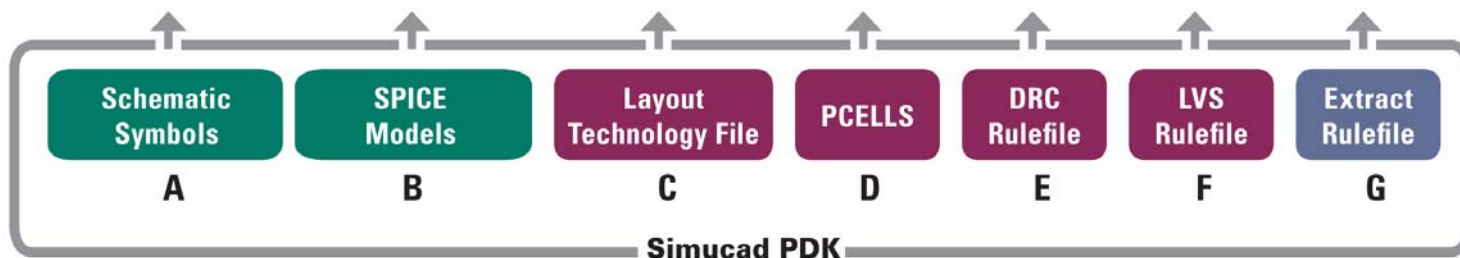 Schematic
Symbols
SPICE
Models
Layout
Technology File
PCELLS
DRC
Rulefile
LVS
Rulefile
Extract
Rulefile
A
B
C
D
E
F
G
Simucad PDK